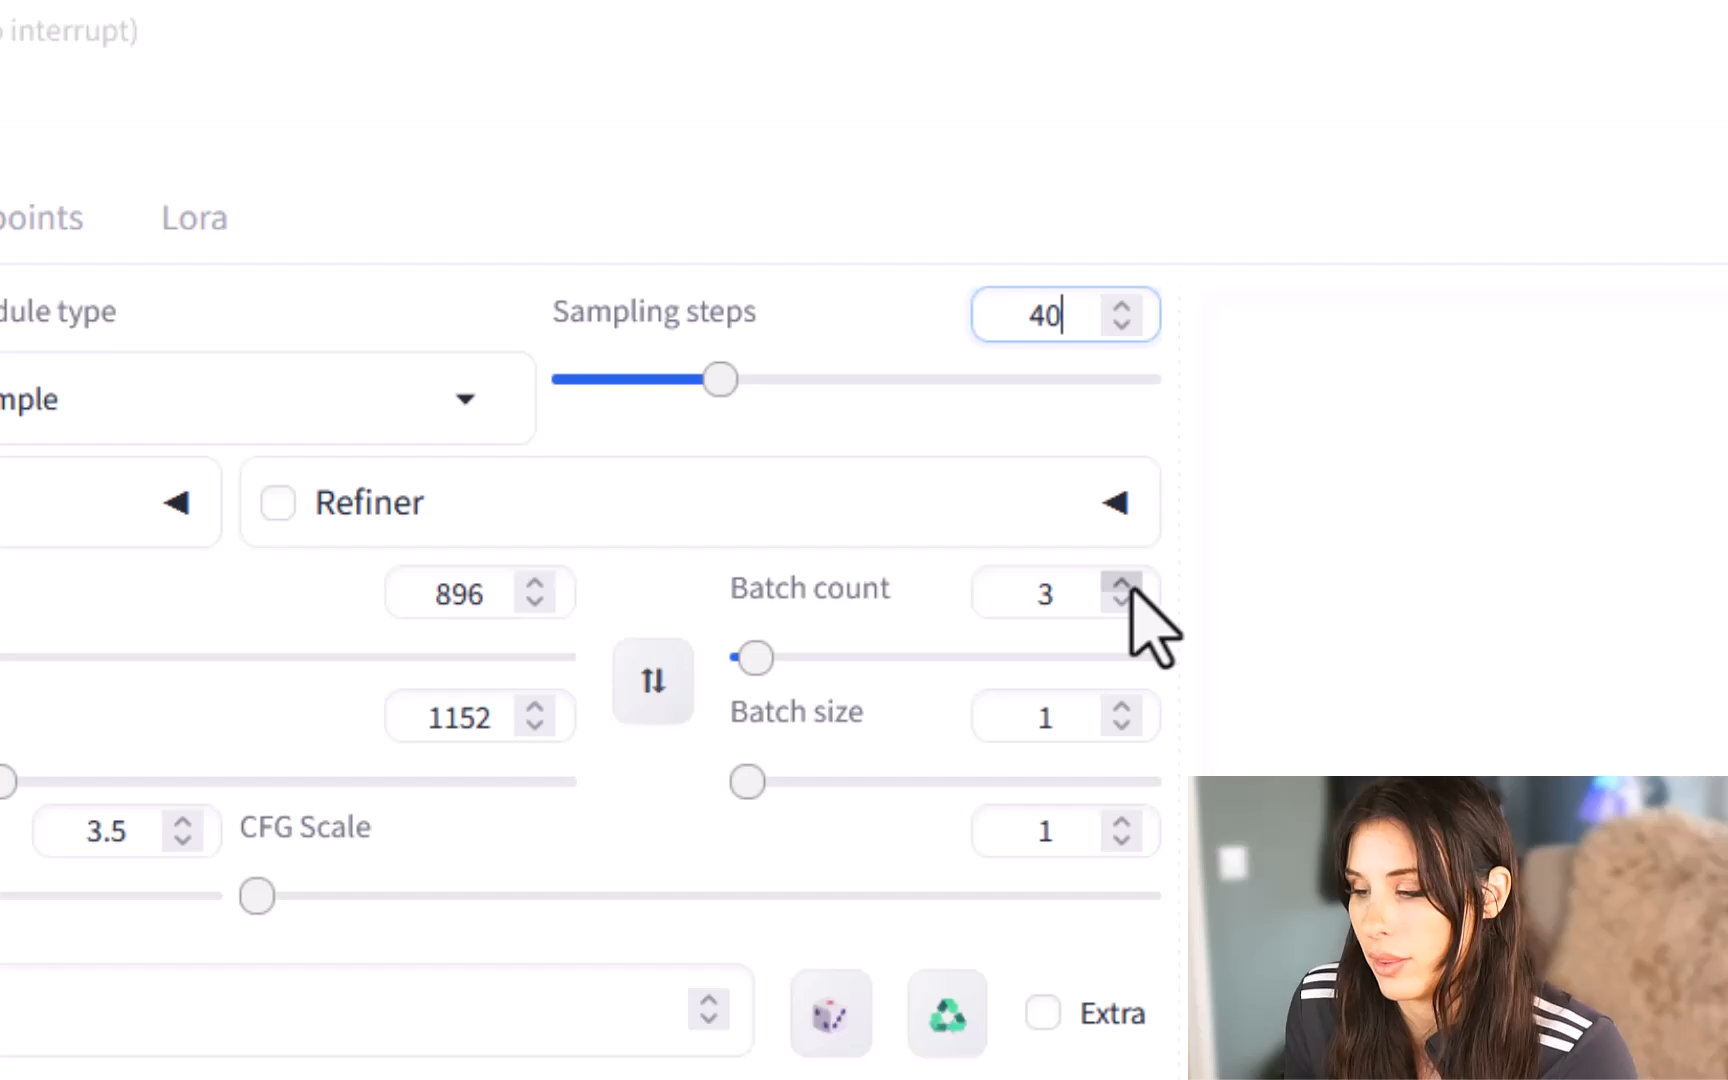 interrupt)
points
Lora
dule type
Sampling steps
40
mple
Refiner
896
Batch count
3
1152
Batch size
1
3.5
CFG Scale
1
Extra